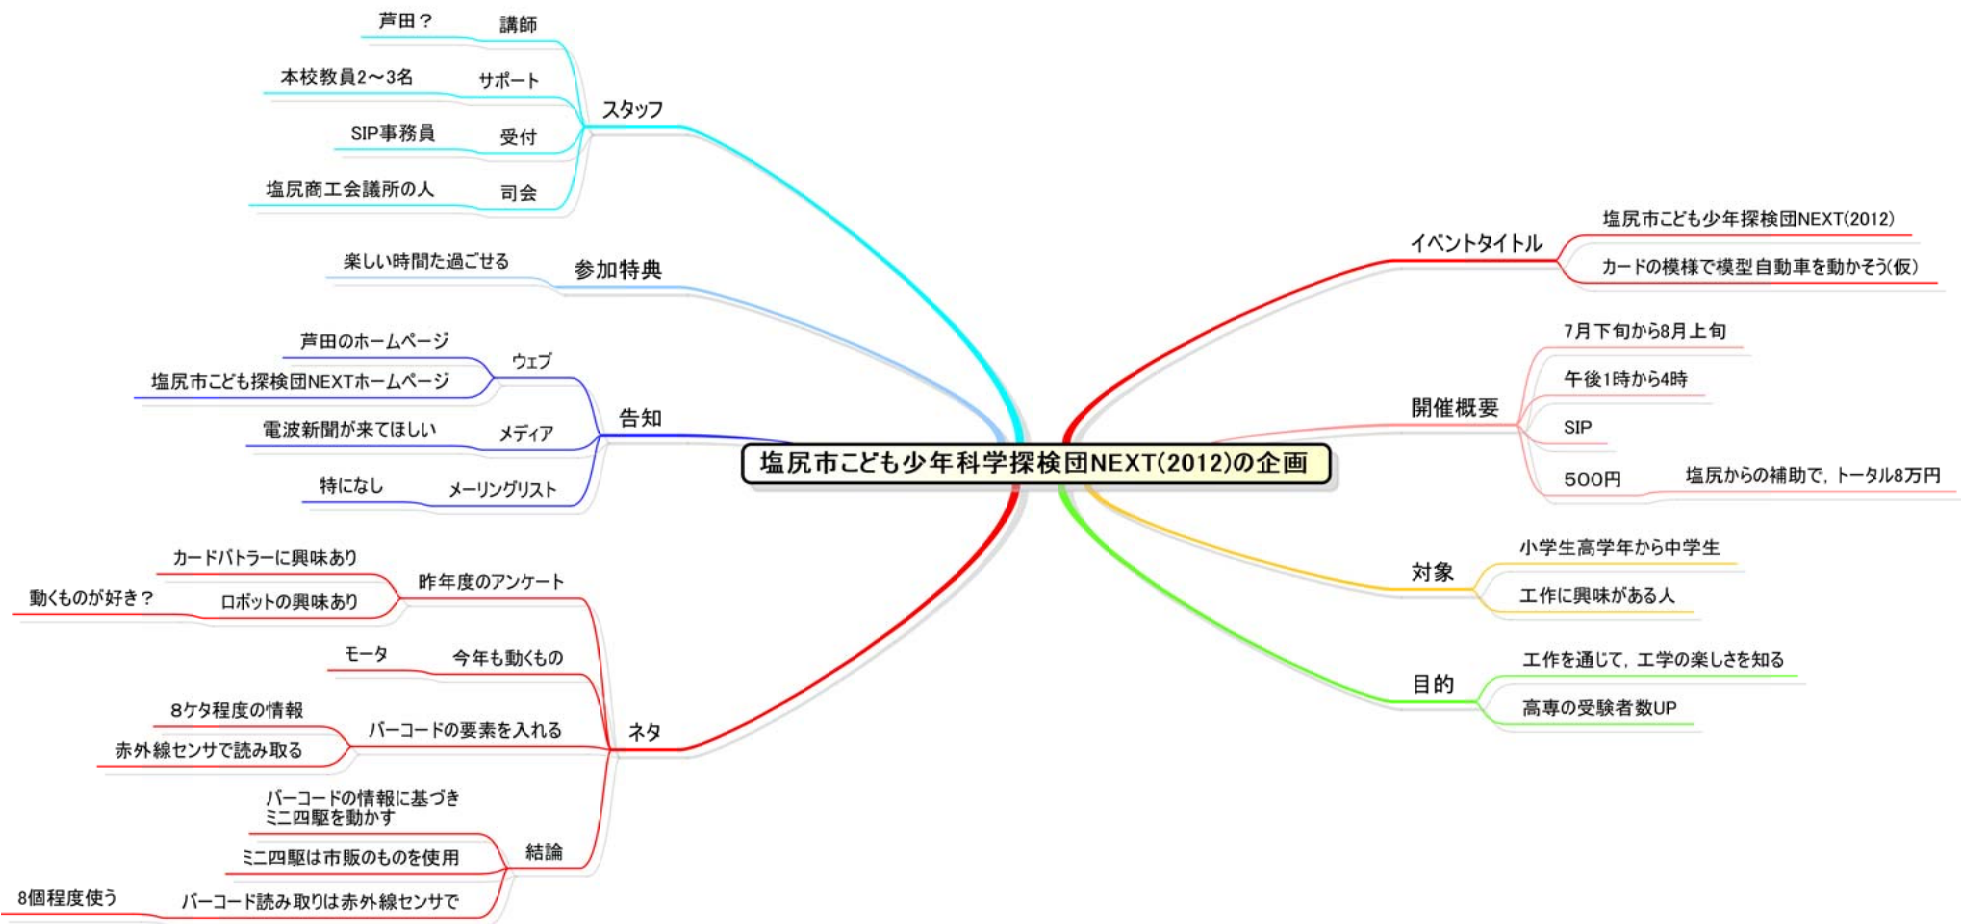 塩尻市こども少年科学探検団NEXT(2012)の企画
イベントタイトル
塩尻市こども少年探検団NEXT(2012)
カードの模様で模型自動車を動かそう(仮)
開催概要
7月下旬から8月上旬
午後1時から4時
SIP
500円
塩尻からの補助で, トータル8万円
対象
小学生高学年から中学生
工作に興味がある人
目的
工作を通じて, 工学の楽しさを知る
高専の受験者数UP
スタッフ
講師
芦田？
サポート
本校教員2～3名
受付
SIP事務員
司会
塩尻商工会議所の人
参加特典
楽しい時間た過ごせる
告知
ウェブ
芦田のホームページ
塩尻市こども探検団NEXTホームページ
メディア
電波新聞が来てほしい
メーリングリスト
特になし
ネタ
昨年度のアンケート
カードバトラーに興味あり
ロボットの興味あり
動くものが好き？
今年も動くもの
モータ
バーコードの要素を入れる
8ケタ程度の情報
赤外線センサで読み取る
結論
バーコードの情報に基づき
ミニ四駆を動かす
ミニ四駆は市販のものを使用
バーコード読み取りは赤外線センサで
8個程度使う